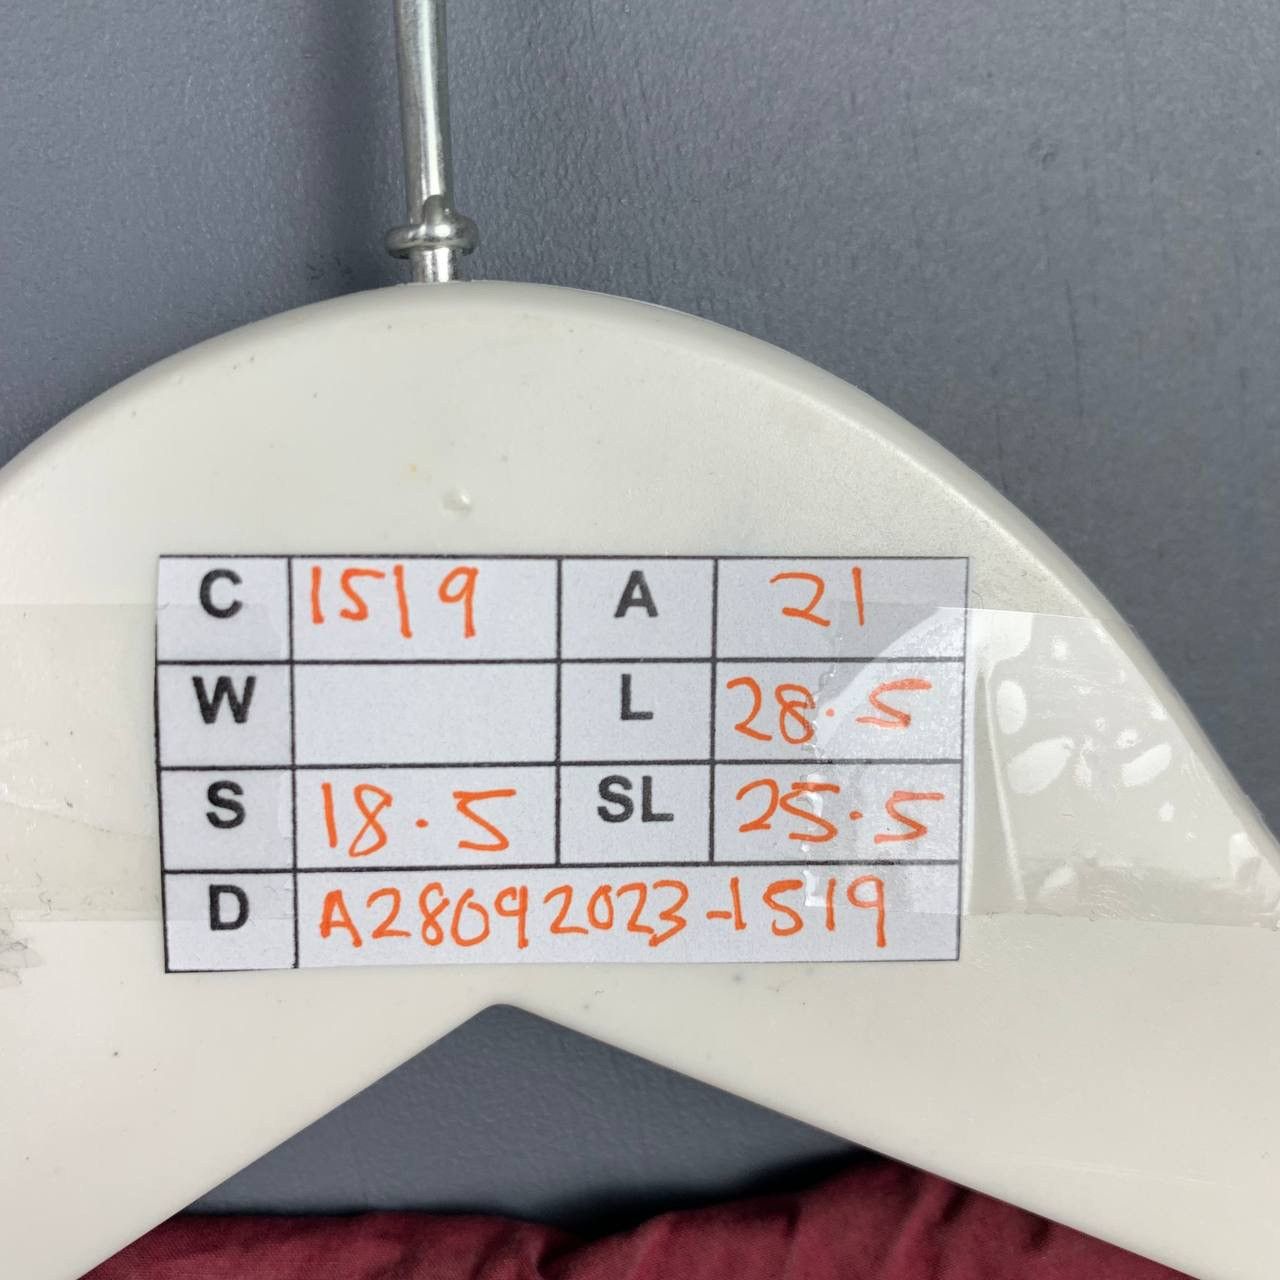 C 1519 A 21
W L 28.5
S 18.5 SL 25.5
D A28092023-1519